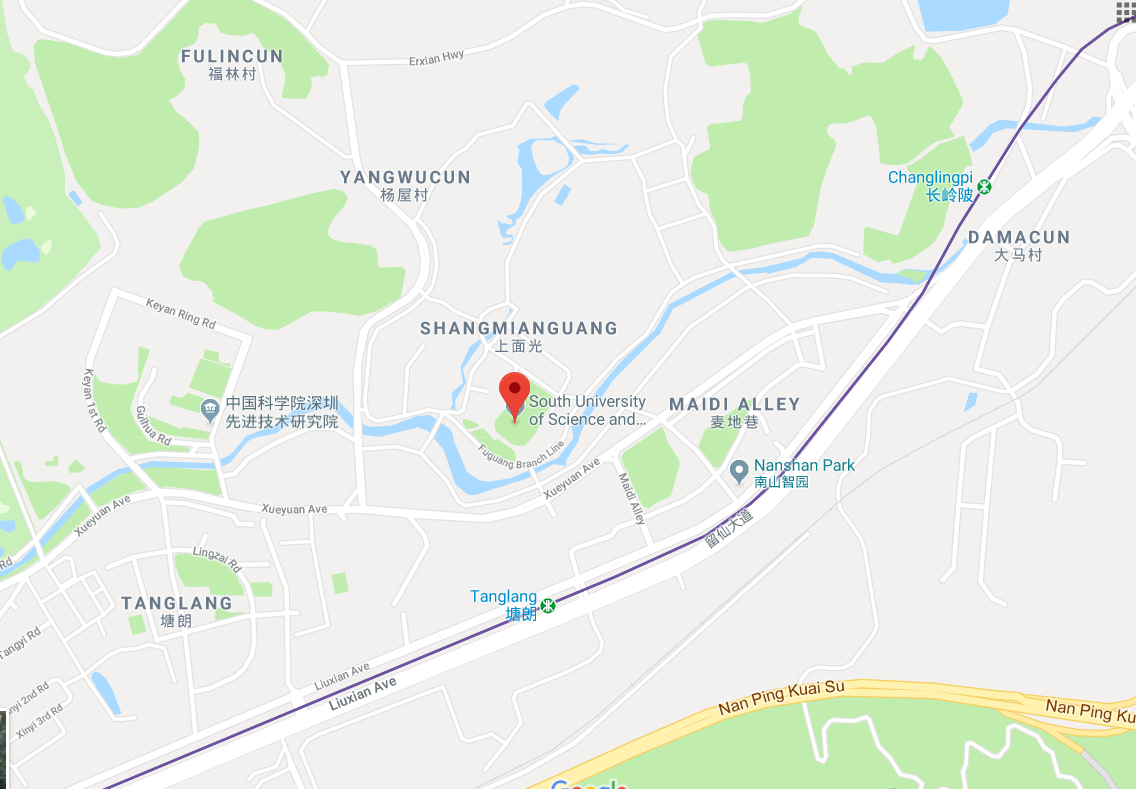 FULINCUN
福林村
Erxian Hwy
YANGWUCUN
杨屋村
Changlingpi
长岭陂
DAMACUN
大马村
Keyan Ring Rd
SHANGMIANGUANG
上面光
Keyan 1st Rd
Guihua Rd
中国科学院深圳
先进技术研究院
South University
of Science and...
MAIDI ALLEY
麦地巷
Fuguang Branch Line
Nanshan Park
南山智园
Xueyuan Ave
Maidi Alley
Xueyuan Ave
Xueyuan Ave
留仙大道
Rd
Lingzai Rd
TANGLANG
塘朗
Tanglang
塘朗
Tangyi Rd
Liuxian Ave
Liuxian Ave
nyi 2nd Rd
Xinyi 3rd Rd
Nan Ping Kuai Su
Nan Ping Ku
Google